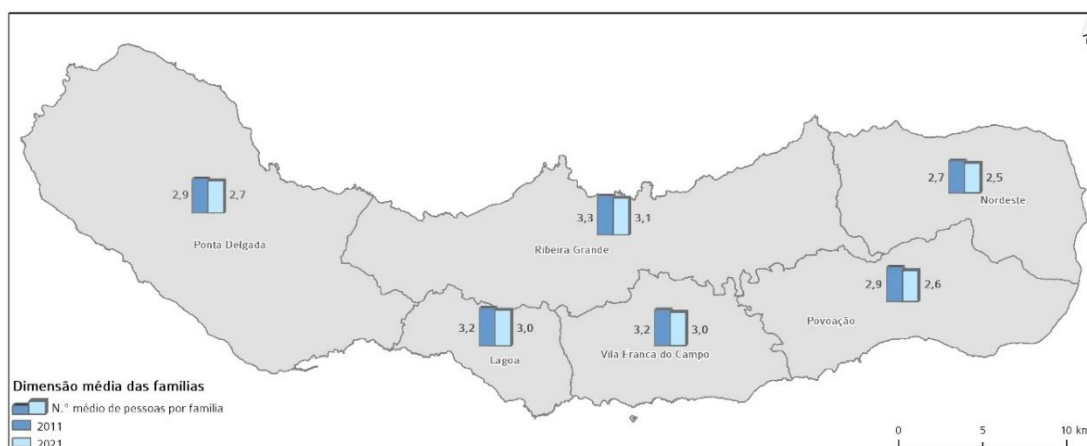 2,7 2,5
Nordeste
2,9 2,7
Ponta Delgada
3,3 3,1
Ribeira Grande
2,9 2,6
Povoação
3,2 3,0
Lagoa
3,2 3,0
Vila Franca do Campo
Dimensão média das famílias
N.° médio de pessoas por família
2011
2021
0 5 10 km